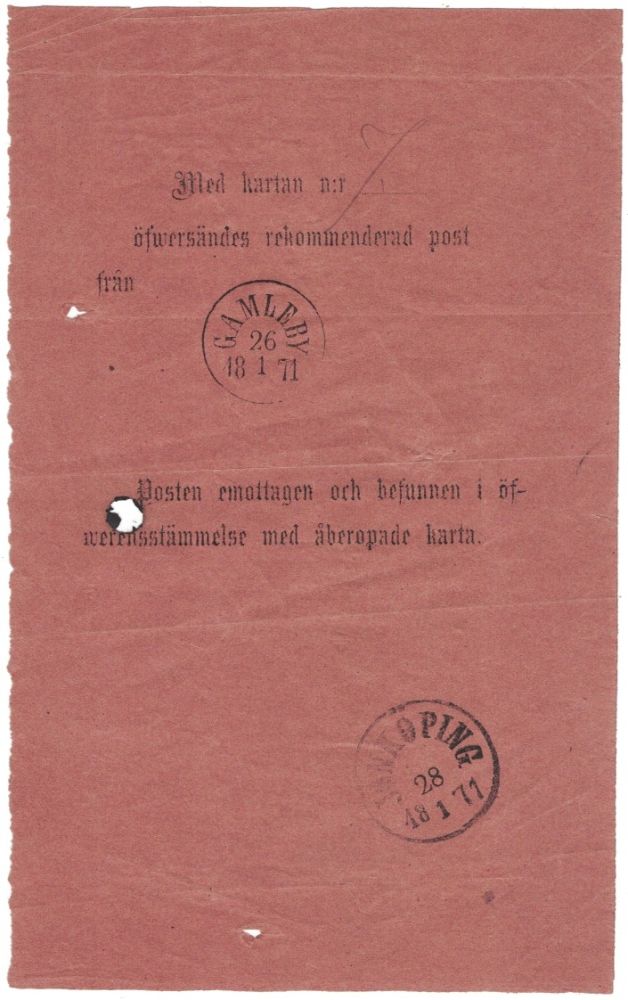 Med kartan n:r
öfwersändes rekommenderad post
från
GAMLEBY
26
18 1 71
Posten emottagen och befunnen i öf-
werensstämmelse med åberopade karta.
JÖNKÖPING
28
18 1 71